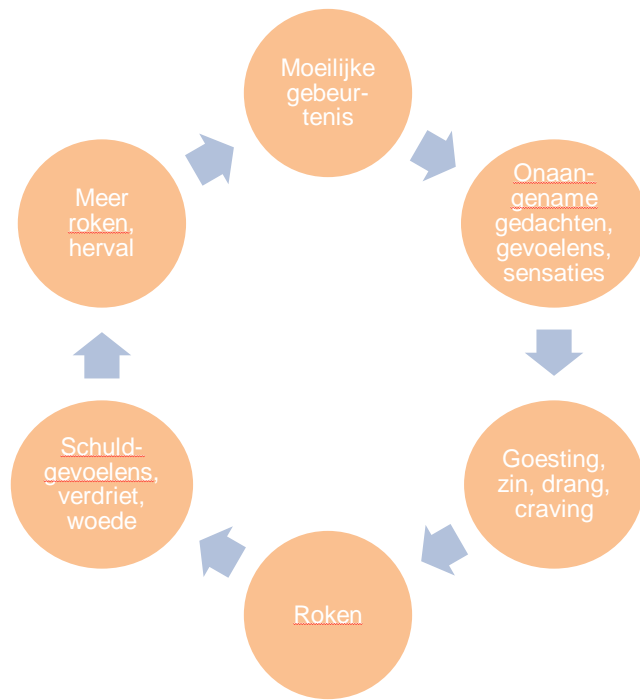 Moeilijke
gebeur-
tenis
Onaan-
gename
gedachten,
gevoelens,
sensaties
Goesting,
zin, drang,
craving
Roken
Schuld-
gevoelens,
verdriet,
woede
Meer
roken,
herval